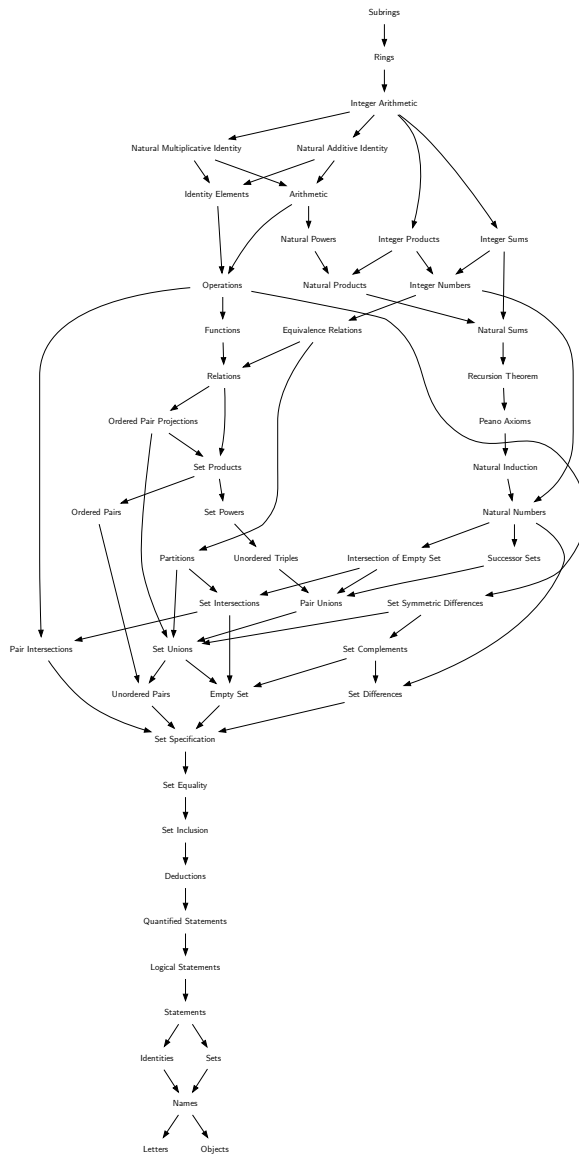 Subrings
Rings
Integer Arithmetic
Natural Multiplicative Identity
Natural Additive Identity
Identity Elements
Arithmetic
Natural Powers
Integer Products
Integer Sums
Operations
Natural Products
Integer Numbers
Functions
Equivalence Relations
Natural Sums
Relations
Recursion Theorem
Ordered Pair Projections
Peano Axioms
Set Products
Natural Induction
Ordered Pairs
Set Powers
Natural Numbers
Partitions
Unordered Triples
Intersection of Empty Set
Successor Sets
Set Intersections
Pair Unions
Set Symmetric Differences
Pair Intersections
Set Unions
Set Complements
Unordered Pairs
Empty Set
Set Differences
Set Specification
Set Equality
Set Inclusion
Deductions
Quantified Statements
Logical Statements
Statements
Identities
Sets
Names
Letters
Objects